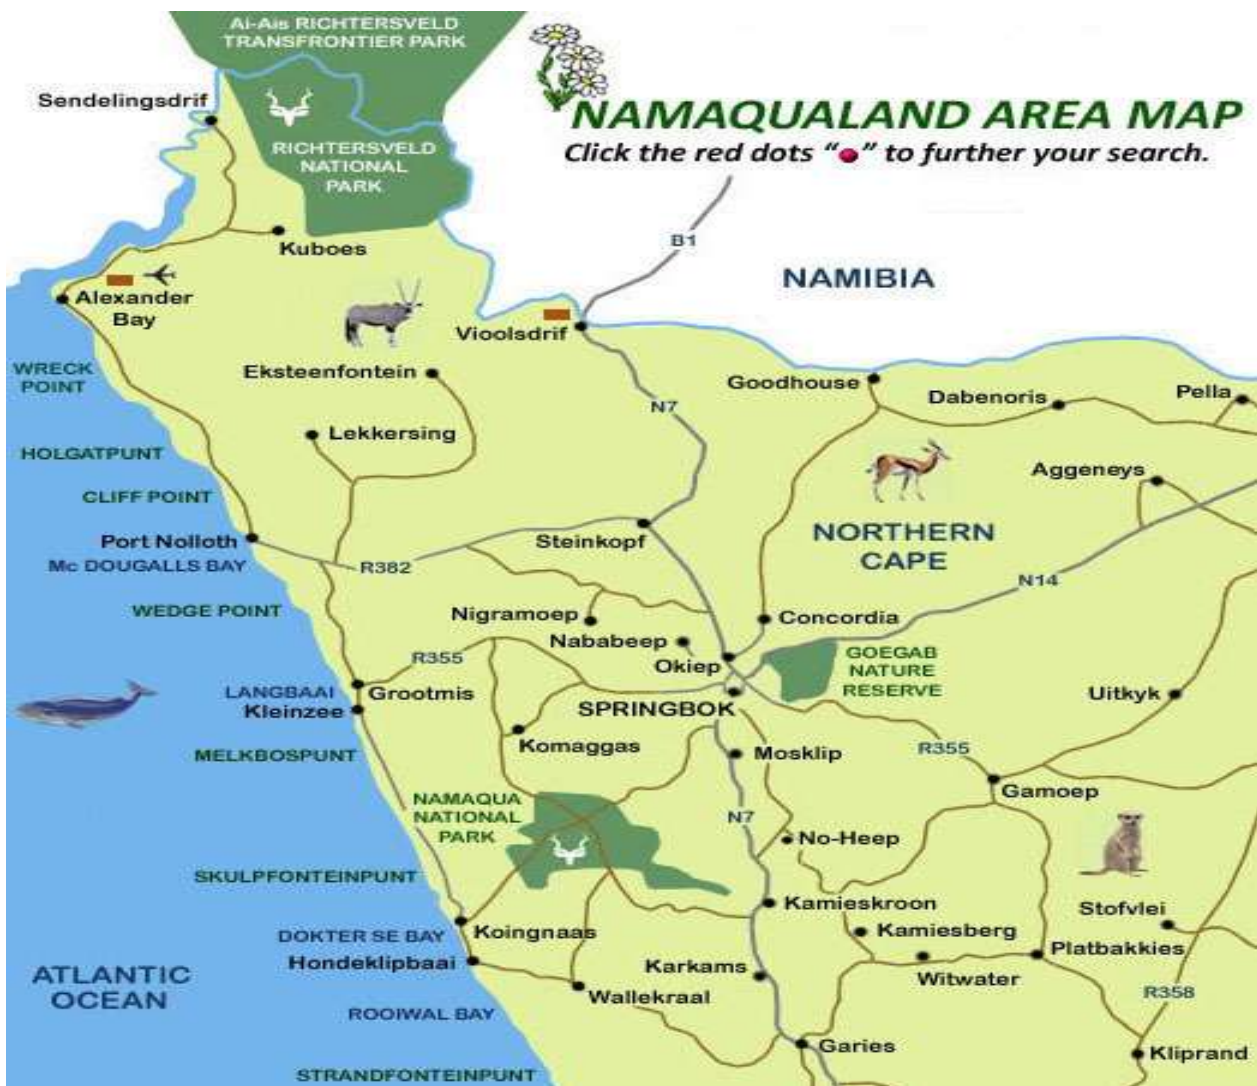 Ai-Ais RICHTERSVELD
TRANSFRONTIER PARK
Sendelingsdrif
NAMAQUALAND AREA MAP
Click the red dots “●” to further your search.
RICHTERSVELD
NATIONAL
PARK
Kuboes
B1
NAMIBIA
Alexander
Bay
Vioolsdrif
WRECK
POINT
Eksteenfontein
Goodhouse
Dabenoris
Pella
N7
Lekkersing
HOLGATPUNT
Aggeneys
CLIFF POINT
NORTHERN
CAPE
Port Nolloth
Steinkopf
Mc DOUGALLS BAY
R382
N14
WEDGE POINT
Nigramoep
Concordia
Nababeep
Okiep
GOEGAB
NATURE
RESERVE
R355
LANGBAAI
Grootmis
Kleinzee
SPRINGBOK
Uitkyk
Komaggas
Mosklip
R355
MELKBOSPUNT
Gamoep
NAMAQUA
NATIONAL
PARK
N7
No-Heep
SKULPFONTEINPUNT
Kamieskroon
Stofvlei
Koingnaas
Kamiesberg
DOKTER SE BAY
Platbakkies
Hondeklipbaai
Karkams
Witwater
ATLANTIC
OCEAN
Wallekraal
R358
ROOIWAL BAY
Garies
Kliprand
STRANDFONTEINPUNT